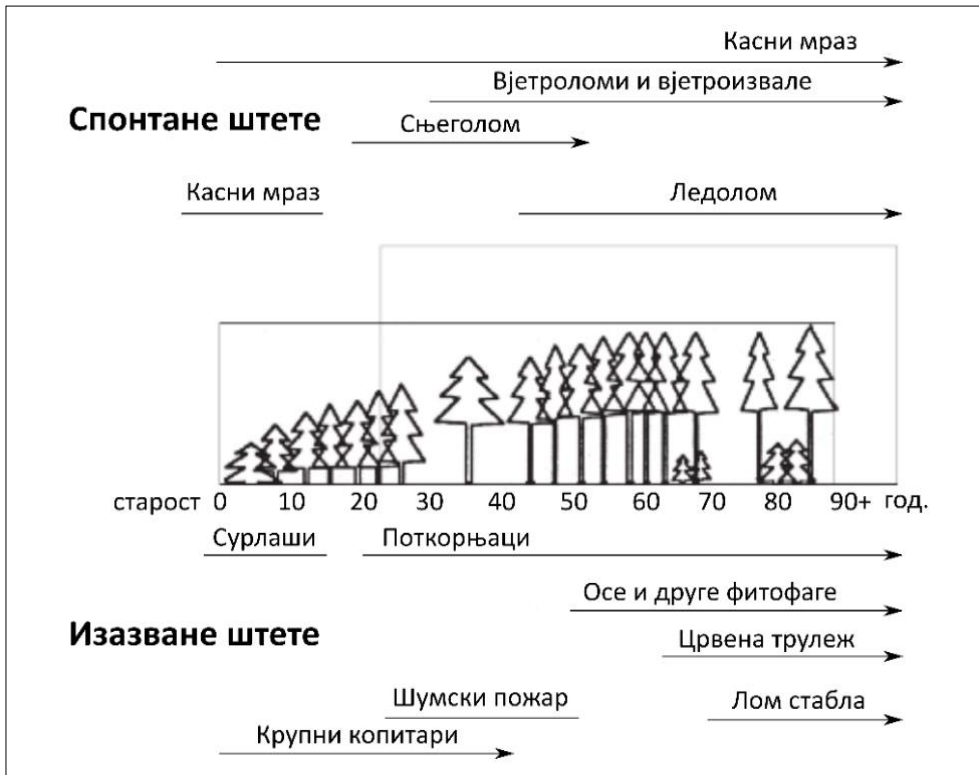 Касни мраз
Вјетроломи и вјетроизвале
Спонтане штете
Сњеголом
Касни мраз
Ледолом
старост 0 10 20 30 40 50 60 70 80 90+ год.
Сурлаши
Поткорњаци
Осе и друге фитофаге
Изазване штете
Црвена трулеж
Шумски пожар
Лом стабла
Крупни копитари